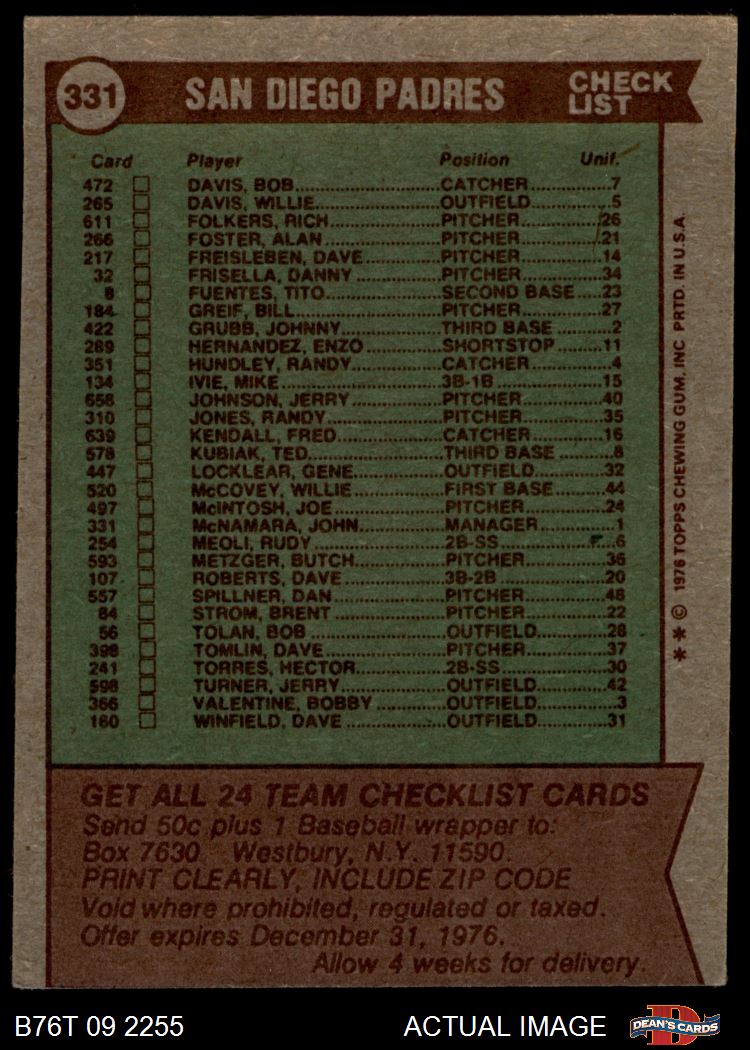 331 SAN DIEGO PADRES CHECK LIST
Card Player Position Unif.
472 DAVIS, BOB CATCHER 7
265 DAVIS, WILLIE OUTFIELD 5
611 FOLKERS, RICH PITCHER 26
266 FOSTER, ALAN PITCHER 21
217 FREISLEBEN, DAVE PITCHER 14
32 FRISELLA, DANNY PITCHER 34
8 FUENTES, TITO SECOND BASE 23
184 GREIF, BILL PITCHER 27
422 GRUBB, JOHNNY THIRD BASE 2
289 HERNANDEZ, ENZO SHORTSTOP 11
351 HUNDLEY, RANDY CATCHER 4
134 IVIE, MIKE 3B-1B 15
658 JOHNSON, JERRY PITCHER 40
310 JONES, RANDY PITCHER 35
639 KENDALL, FRED CATCHER 16
578 KUBIAK, TED THIRD BASE 8
447 LOCKLEAR, GENE OUTFIELD 32
520 McCOVEY, WILLIE FIRST BASE 44
497 McINTOSH, JOE PITCHER 24
331 McNAMARA, JOHN MANAGER 1
254 MEOLI, RUDY 2B-SS 6
593 METZGER, BUTCH PITCHER 36
107 ROBERTS, DAVE 3B-2B 20
557 SPILLNER, DAN PITCHER 48
84 STROM, BRENT PITCHER 22
56 TOLAN, BOB OUTFIELD 28
398 TOMLIN, DAVE PITCHER 37
241 TORRES, HECTOR 2B-SS 30
598 TURNER, JERRY OUTFIELD 42
366 VALENTINE, BOBBY OUTFIELD 3
160 WINFIELD, DAVE OUTFIELD 31
** © 1976 TOPPS CHEWING GUM, INC PRTD. IN U.S.A.
GET ALL 24 TEAM CHECKLIST CARDS
Send 50c plus 1 Baseball wrapper to:
Box 7630 Westbury, N.Y. 11590.
PRINT CLEARLY, INCLUDE ZIP CODE
Void where prohibited, regulated or taxed.
Offer expires December 31, 1976.
Allow 4 weeks for delivery.
B76T 09 2255 ACTUAL IMAGE D DEAN'S CARDS